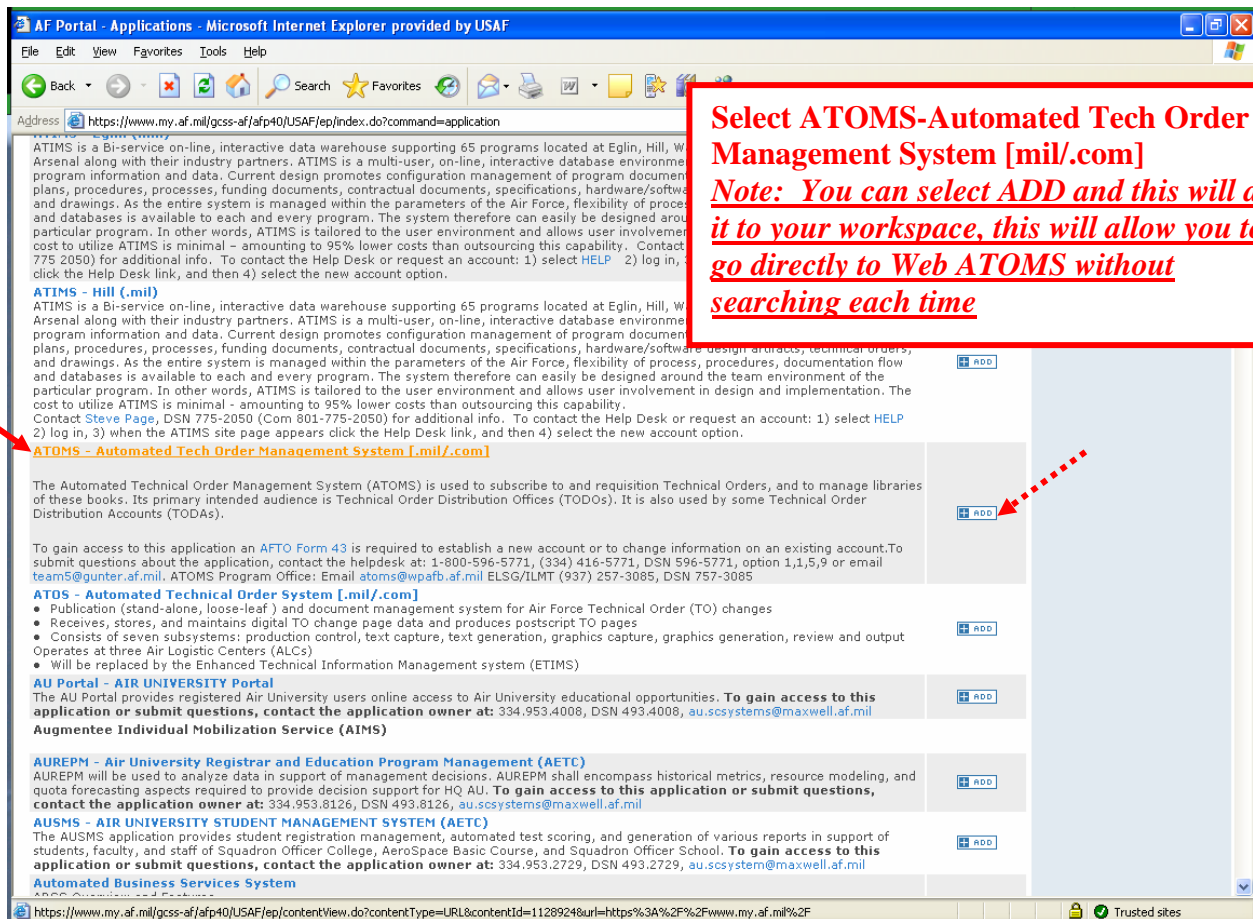 AF Portal - Applications - Microsoft Internet Explorer provided by USAF
File Edit View Favorites Tools Help
Back Search Favorites
Address https://www.my.af.mil/gcss-af/afp40/USAF/ep/index.do?command=application
Select ATOMS-Automated Tech Order
Management System [mil/.com]
Note: You can select ADD and this will a
it to your workspace, this will allow you to
go directly to Web ATOMS without
searching each time
ATIMS is a Bi-service on-line, interactive data warehouse supporting 65 programs located at Eglin, Hill, W
Arsenal along with their industry partners. ATIMS is a multi-user, on-line, interactive database environme
program information and data. Current design promotes configuration management of program documen
plans, procedures, processes, funding documents, contractual documents, specifications, hardware/softwa
and drawings. As the entire system is managed within the parameters of the Air Force, flexibility of proces
and databases is available to each and every program. The system therefore can easily be designed arou
particular program. In other words, ATIMS is tailored to the user environment and allows user involvemen
cost to utilize ATIMS is minimal – amounting to 95% lower costs than outsourcing this capability. Contact
775 2050) for additional info. To contact the Help Desk or request an account: 1) select HELP 2) log in,
click the Help Desk link, and then 4) select the new account option.
ATIMS - Hill (.mil)
ATIMS is a Bi-service on-line, interactive data warehouse supporting 65 programs located at Eglin, Hill, W
Arsenal along with their industry partners. ATIMS is a multi-user, on-line, interactive database environme
program information and data. Current design promotes configuration management of program documen
plans, procedures, processes, funding documents, contractual documents, specifications, hardware/software design artifacts, technical orders,
and drawings. As the entire system is managed within the parameters of the Air Force, flexibility of process, procedures, documentation flow
ADD
and databases is available to each and every program. The system therefore can easily be designed around the team environment of the
particular program. In other words, ATIMS is tailored to the user environment and allows user involvement in design and implementation. The
cost to utilize ATIMS is minimal - amounting to 95% lower costs than outsourcing this capability.
Contact Steve Page, DSN 775-2050 (Com 801-775-2050) for additional info. To contact the Help Desk or request an account: 1) select HELP
2) log in, 3) when the ATIMS site page appears click the Help Desk link, and then 4) select the new account option.
ATOMS - Automated Tech Order Management System [.mil/.com]
The Automated Technical Order Management System (ATOMS) is used to subscribe to and requisition Technical Orders, and to manage libraries
of these books. Its primary intended audience is Technical Order Distribution Offices (TODOs). It is also used by some Technical Order
Distribution Accounts (TODAs).
ADD
To gain access to this application an AFTO Form 43 is required to establish a new account or to change information on an existing account.To
submit questions about the application, contact the helpdesk at: 1-800-596-5771, (334) 416-5771, DSN 596-5771, option 1,1,5,9 or email
team5@gunter.af.mil. ATOMS Program Office: Email atoms@wpafb.af.mil ELSG/ILMT (937) 257-3085, DSN 757-3085
ATOS - Automated Technical Order System [.mil/.com]
• Publication (stand-alone, loose-leaf ) and document management system for Air Force Technical Order (TO) changes
• Receives, stores, and maintains digital TO change page data and produces postscript TO pages
ADD
• Consists of seven subsystems: production control, text capture, text generation, graphics capture, graphics generation, review and output
Operates at three Air Logistic Centers (ALCs)
• Will be replaced by the Enhanced Technical Information Management system (ETIMS)
AU Portal - AIR UNIVERSITY Portal
The AU Portal provides registered Air University users online access to Air University educational opportunities. To gain access to this
ADD
application or submit questions, contact the application owner at: 334.953.4008, DSN 493.4008, au.scsystems@maxwell.af.mil
Augmentee Individual Mobilization Service (AIMS)
AUREPM - Air University Registrar and Education Program Management (AETC)
AUREPM will be used to analyze data in support of management decisions. AUREPM shall encompass historical metrics, resource modeling, and
ADD
quota forecasting aspects required to provide decision support for HQ AU. To gain access to this application or submit questions,
contact the application owner at: 334.953.8126, DSN 493.8126, au.scsystems@maxwell.af.mil
AUSMS - AIR UNIVERSITY STUDENT MANAGEMENT SYSTEM (AETC)
The AUSMS application provides student registration management, automated test scoring, and generation of various reports in support of
ADD
students, faculty, and staff of Squadron Officer College, AeroSpace Basic Course, and Squadron Officer School. To gain access to this
application or submit questions, contact the application owner at: 334.953.2729, DSN 493.2729, au.scsystem@maxwell.af.mil
Automated Business Services System
https://www.my.af.mil/gcss-af/afp40/USAF/ep/contentView.do?contentType=URL&contentId=1128924&url=https%3A%2F%2Fwww.my.af.mil%2F
Trusted sites